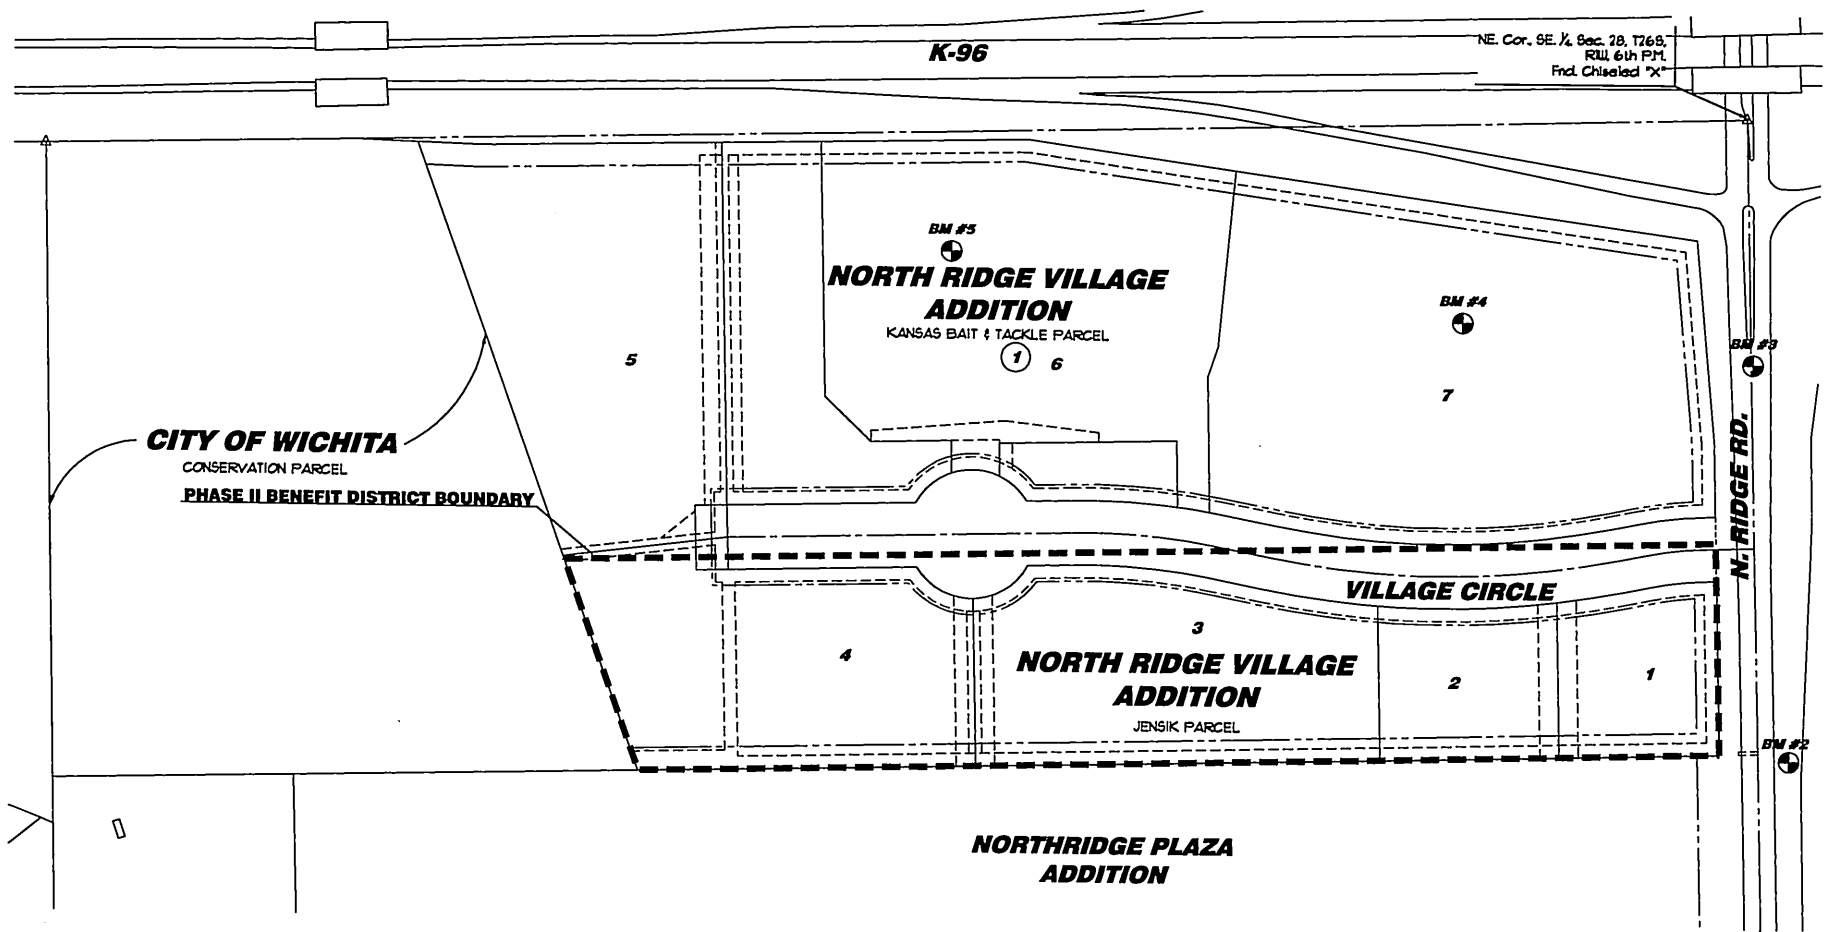 K-96
NE. Cor., SE. ¼ Sec. 28, T26S,
R1W, 6th P.M.
Fnd. Chiseled "X"
BM #5
NORTH RIDGE VILLAGE
ADDITION
KANSAS BAIT & TACKLE PARCEL
1
6
BM #4
BM #3
5
7
CITY OF WICHITA
CONSERVATION PARCEL
PHASE II BENEFIT DISTRICT BOUNDARY
N. RIDGE RD.
VILLAGE CIRCLE
3
4
NORTH RIDGE VILLAGE
ADDITION
JENSIK PARCEL
2
1
BM #2
NORTHRIDGE PLAZA
ADDITION